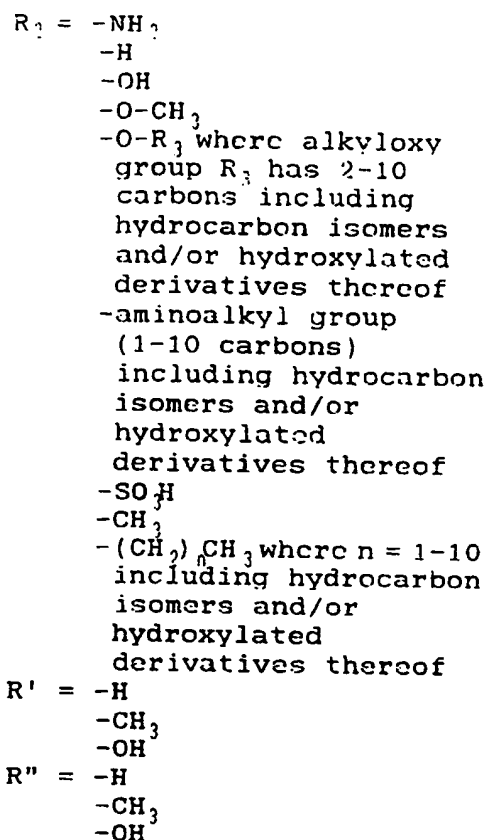 R₂ = -NH₂
-H
-OH
-O-CH₃
-O-R₃ where alkyloxy
group R₃ has 2-10
carbons including
hydrocarbon isomers
and/or hydroxylated
derivatives thereof
-aminoalkyl group
(1-10 carbons)
including hydrocarbon
isomers and/or
hydroxylated
derivatives thereof
-SO₃H
-CH₃
-(CH₂)ₙCH₃ where n = 1-10
including hydrocarbon
isomers and/or
hydroxylated
derivatives thereof
R' = -H
-CH₃
-OH
R" = -H
-CH₃
-OH